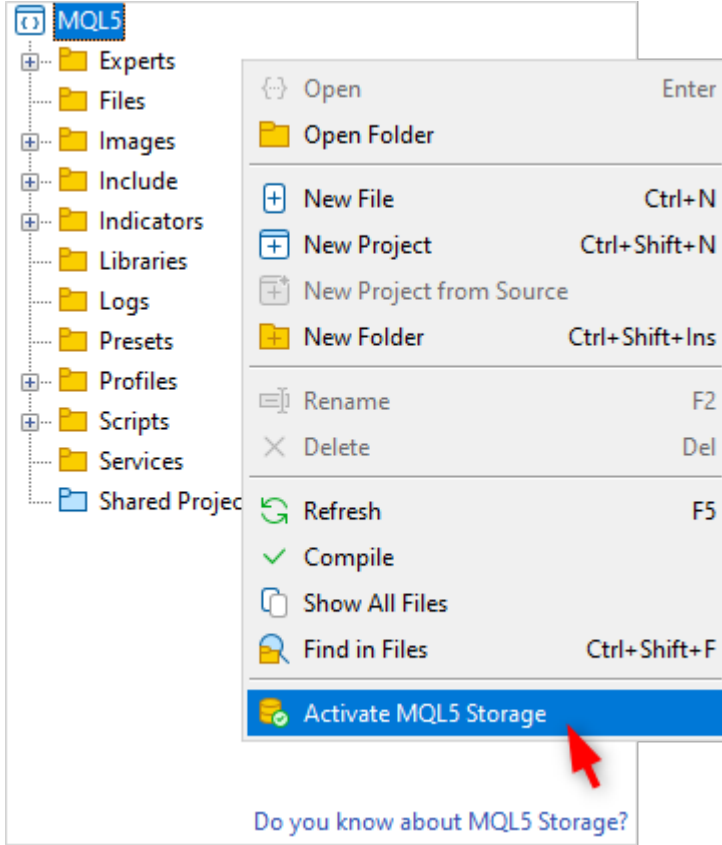 MQL5
Experts
Files
Images
Include
Indicators
Libraries
Logs
Presets
Profiles
Scripts
Services
Shared Projec
Open Enter
Open Folder
New File Ctrl+N
New Project Ctrl+Shift+N
New Project from Source
New Folder Ctrl+Shift+Ins
Rename F2
Delete Del
Refresh F5
Compile
Show All Files
Find in Files Ctrl+Shift+F
Activate MQL5 Storage
Do you know about MQL5 Storage?